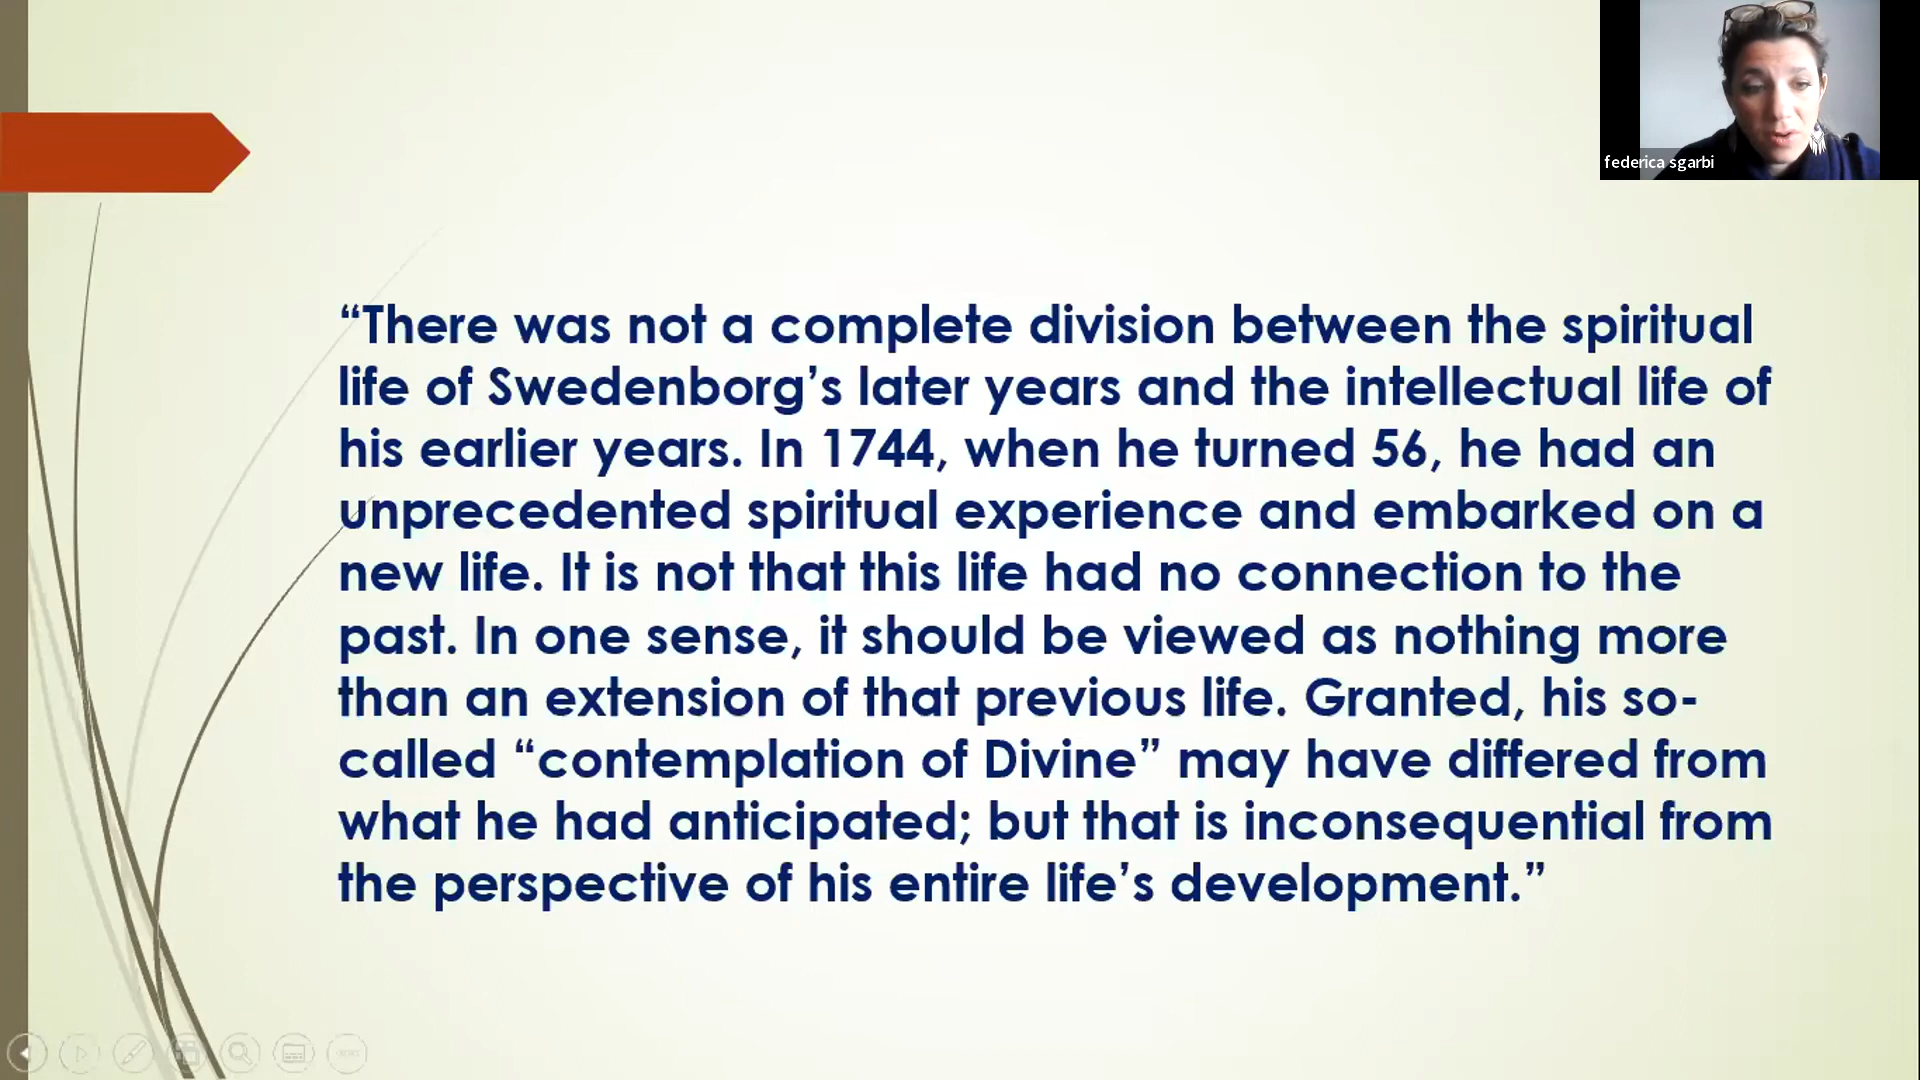 federica sgarbi
“There was not a complete division between the spiritual
life of Swedenborg’s later years and the intellectual life of
his earlier years. In 1744, when he turned 56, he had an
unprecedented spiritual experience and embarked on a
new life. It is not that this life had no connection to the
past. In one sense, it should be viewed as nothing more
than an extension of that previous life. Granted, his so-
called “contemplation of Divine” may have differed from
what he had anticipated; but that is inconsequential from
the perspective of his entire life’s development.”